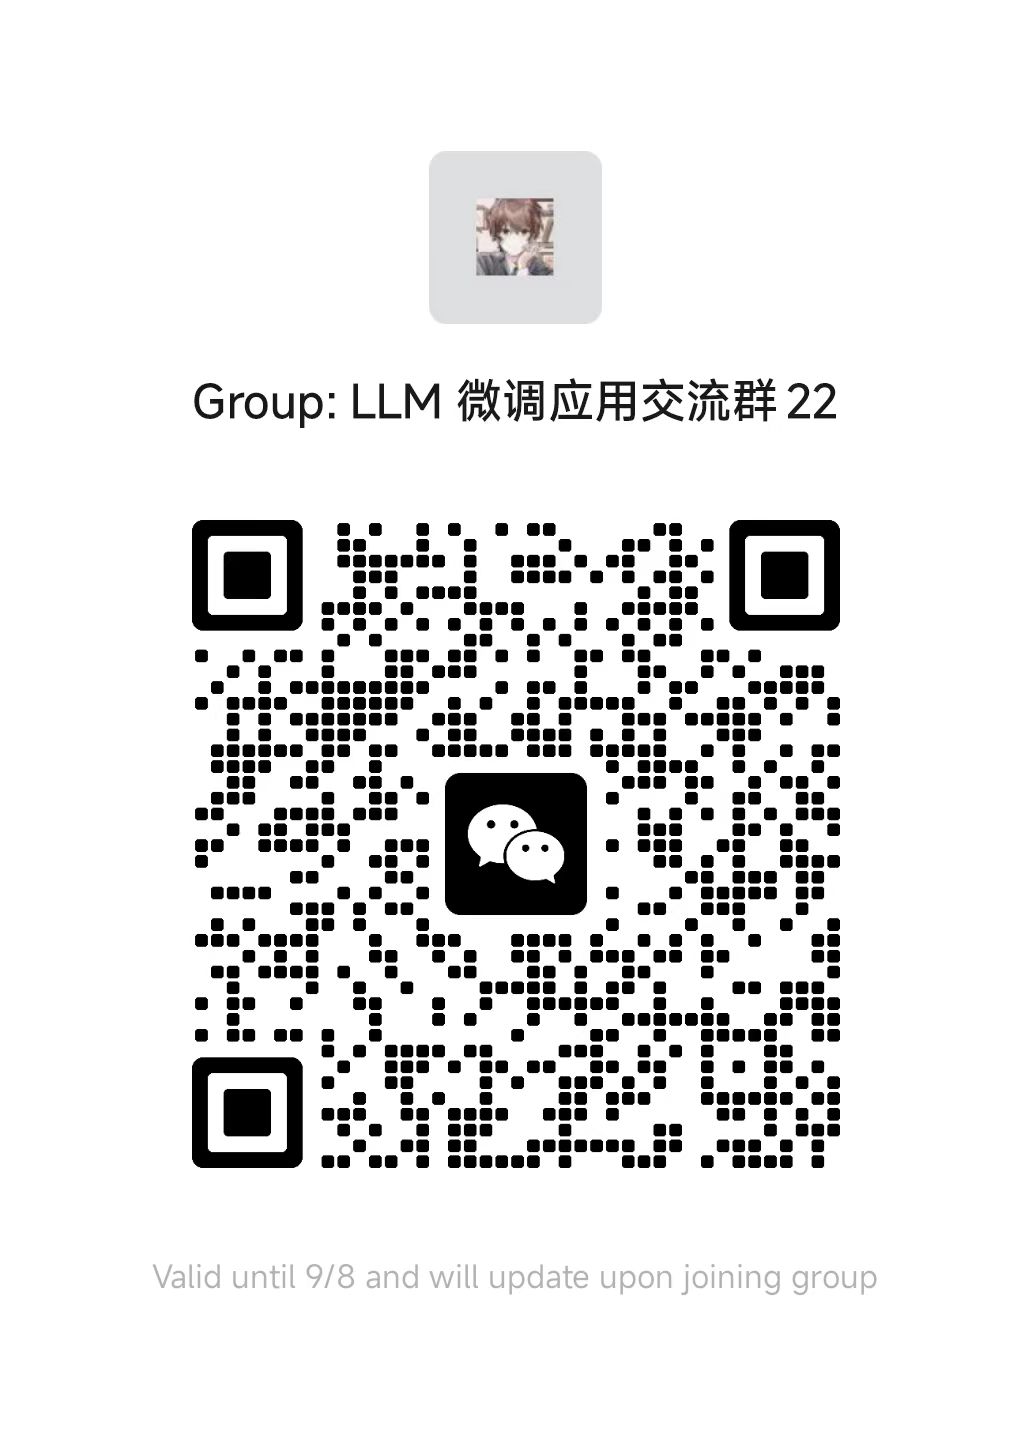 Group: LLM 微调应用交流群 22
Valid until 9/8 and will update upon joining group